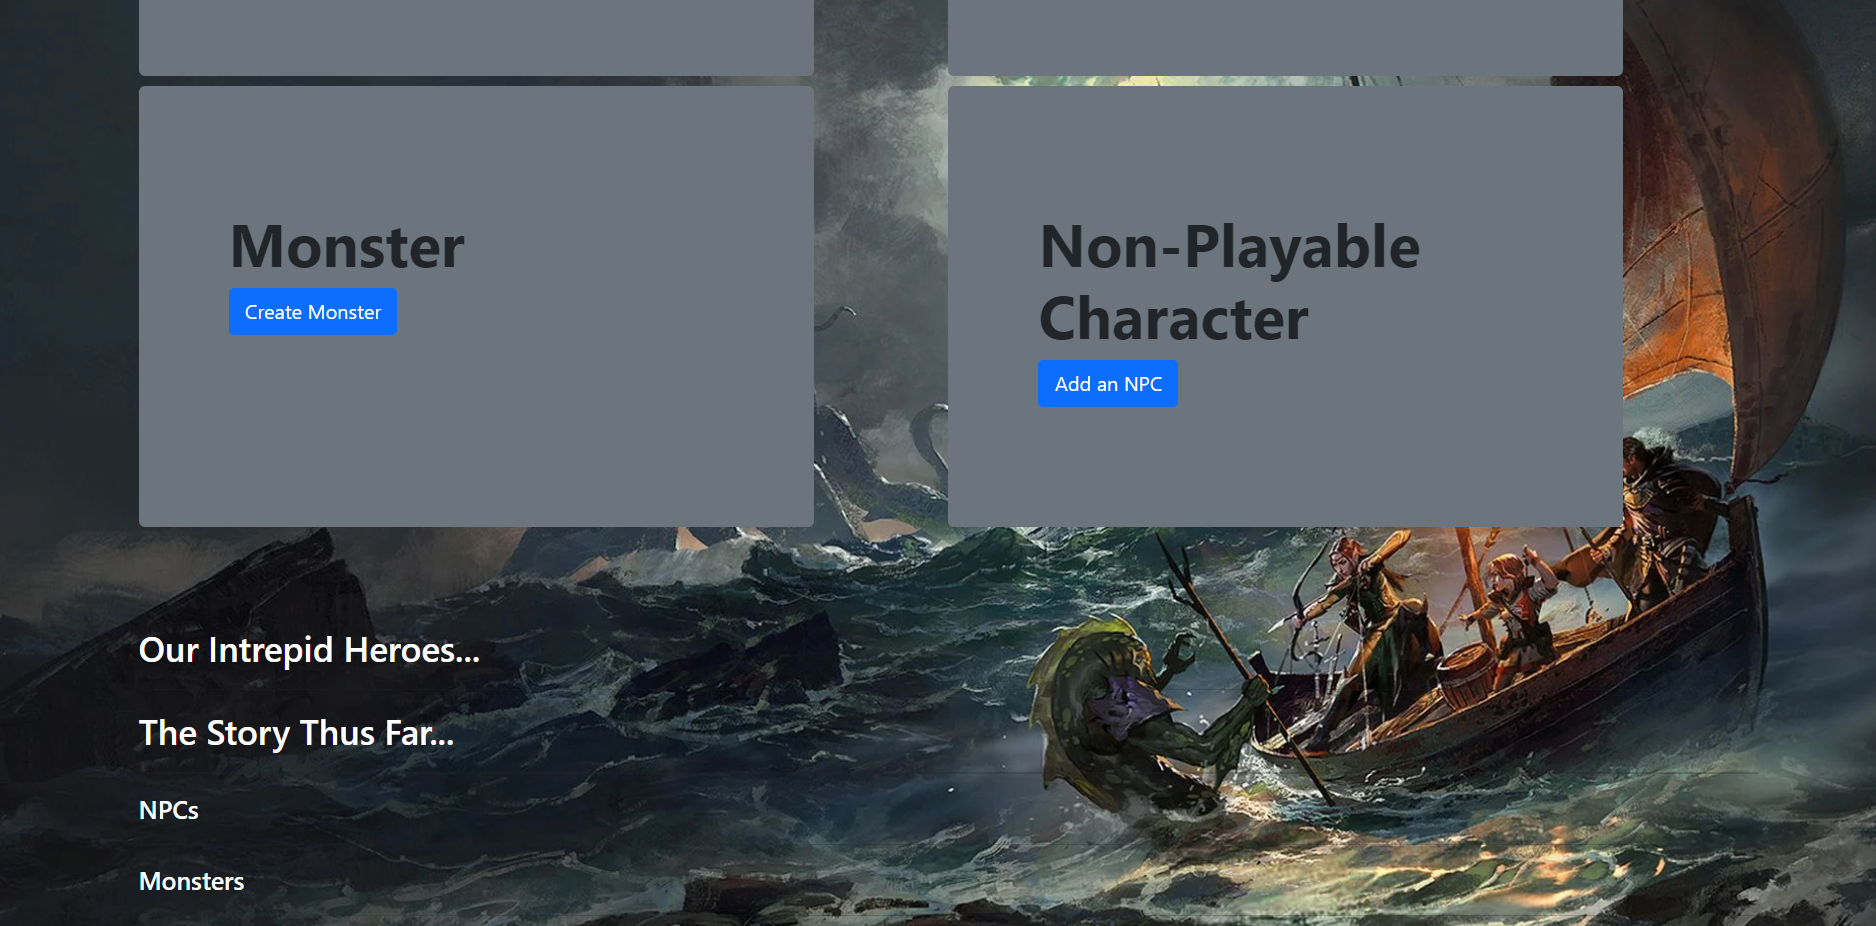 Monster
Create Monster
Non-Playable
Character
Add an NPC
Our Intrepid Heroes...
The Story Thus Far...
NPCs
Monsters